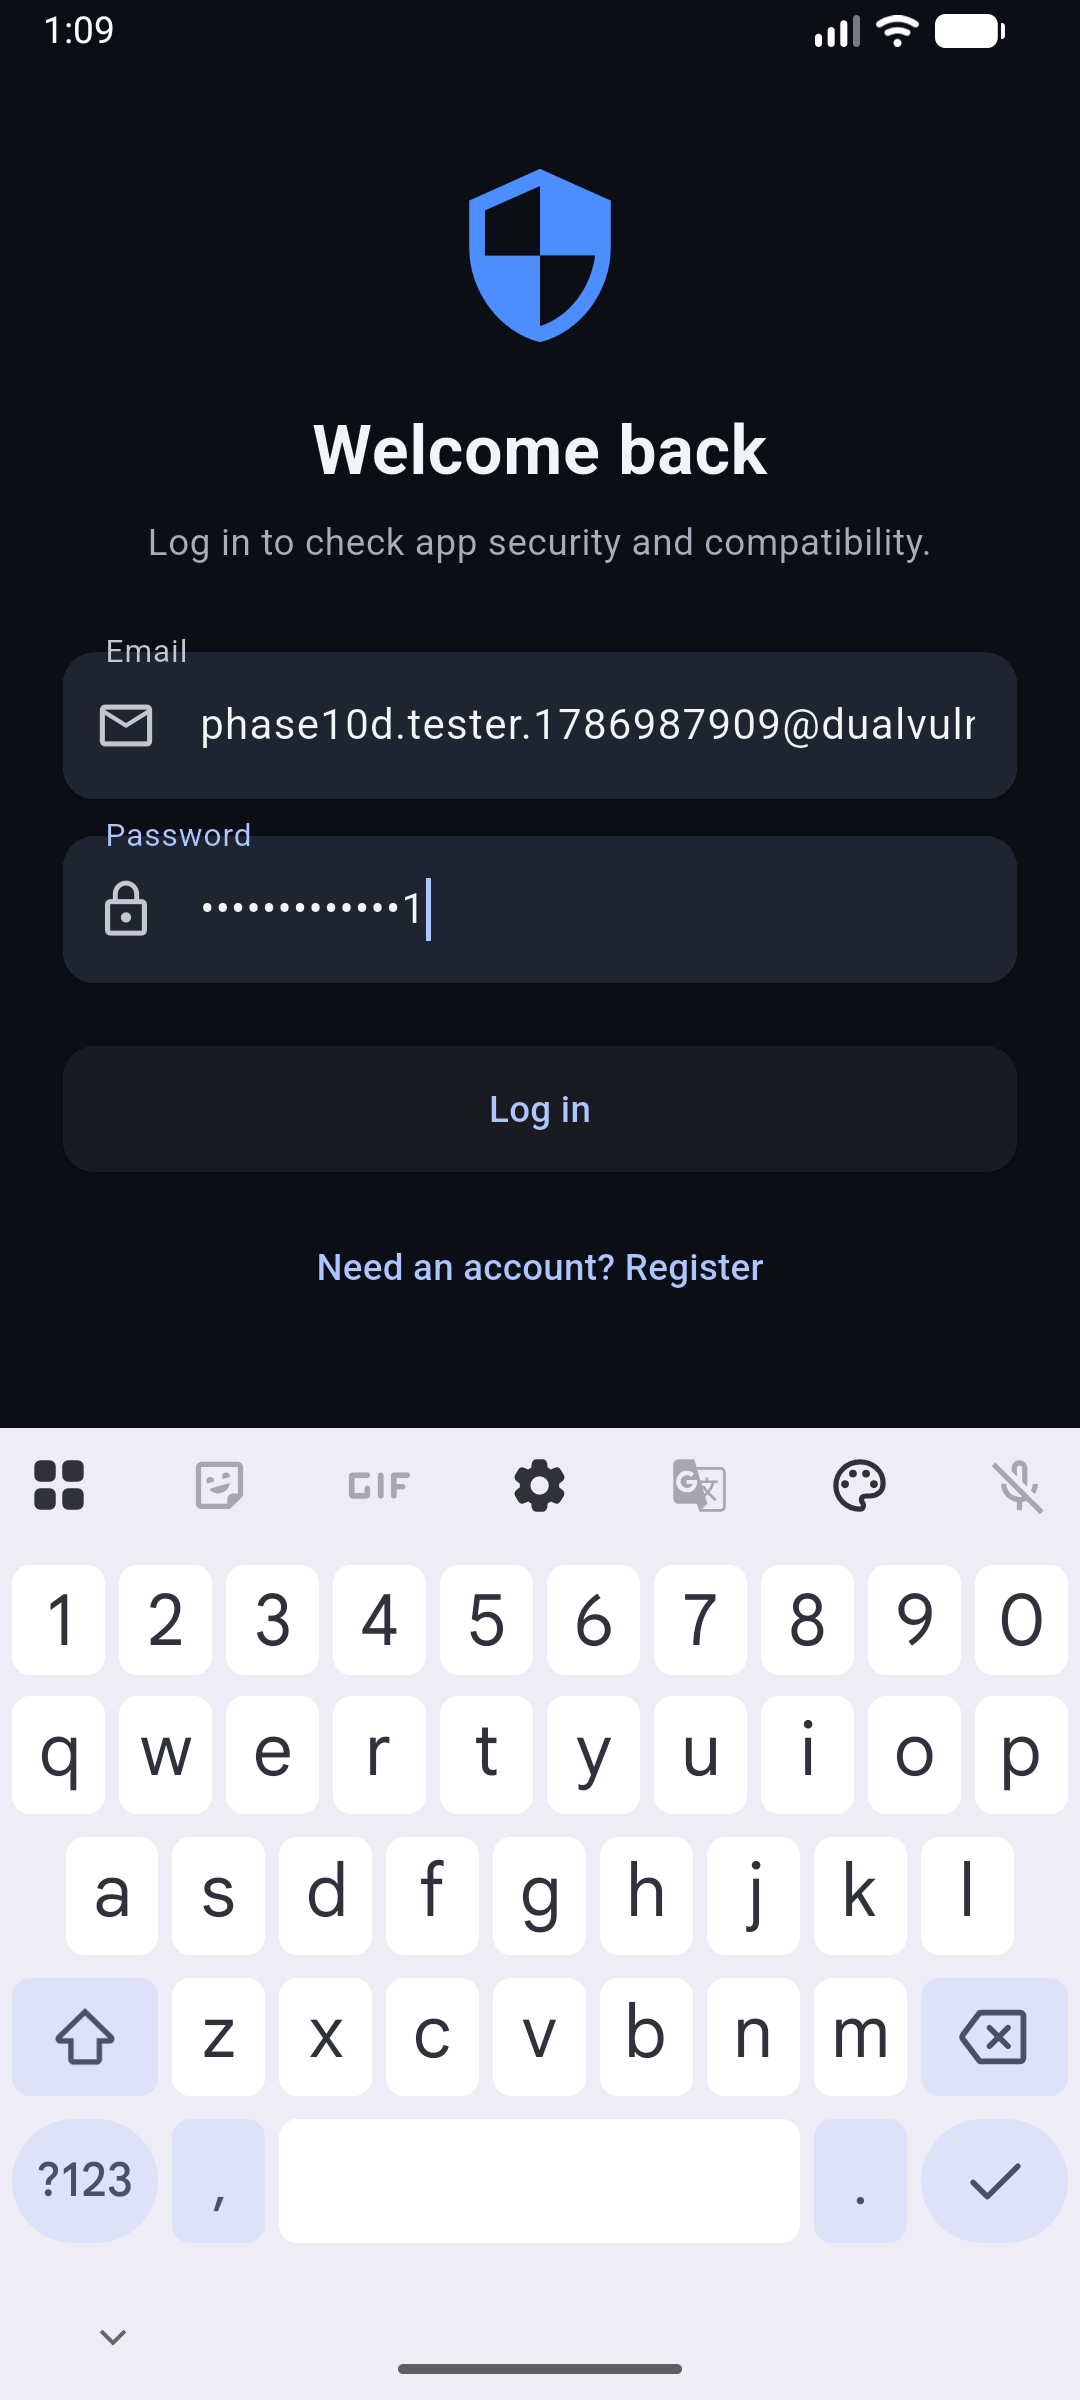 1:09
Welcome back
Log in to check app security and compatibility.
Email
phase10d.tester.1786987909@dualvulr
Password
•••••••••••••1
Log in
Need an account? Register
GIF
G 文
1 2 3 4 5 6 7 8 9 0
q w e r t y u i o p
a s d f g h j k l
z x c v b n m
?123 , .